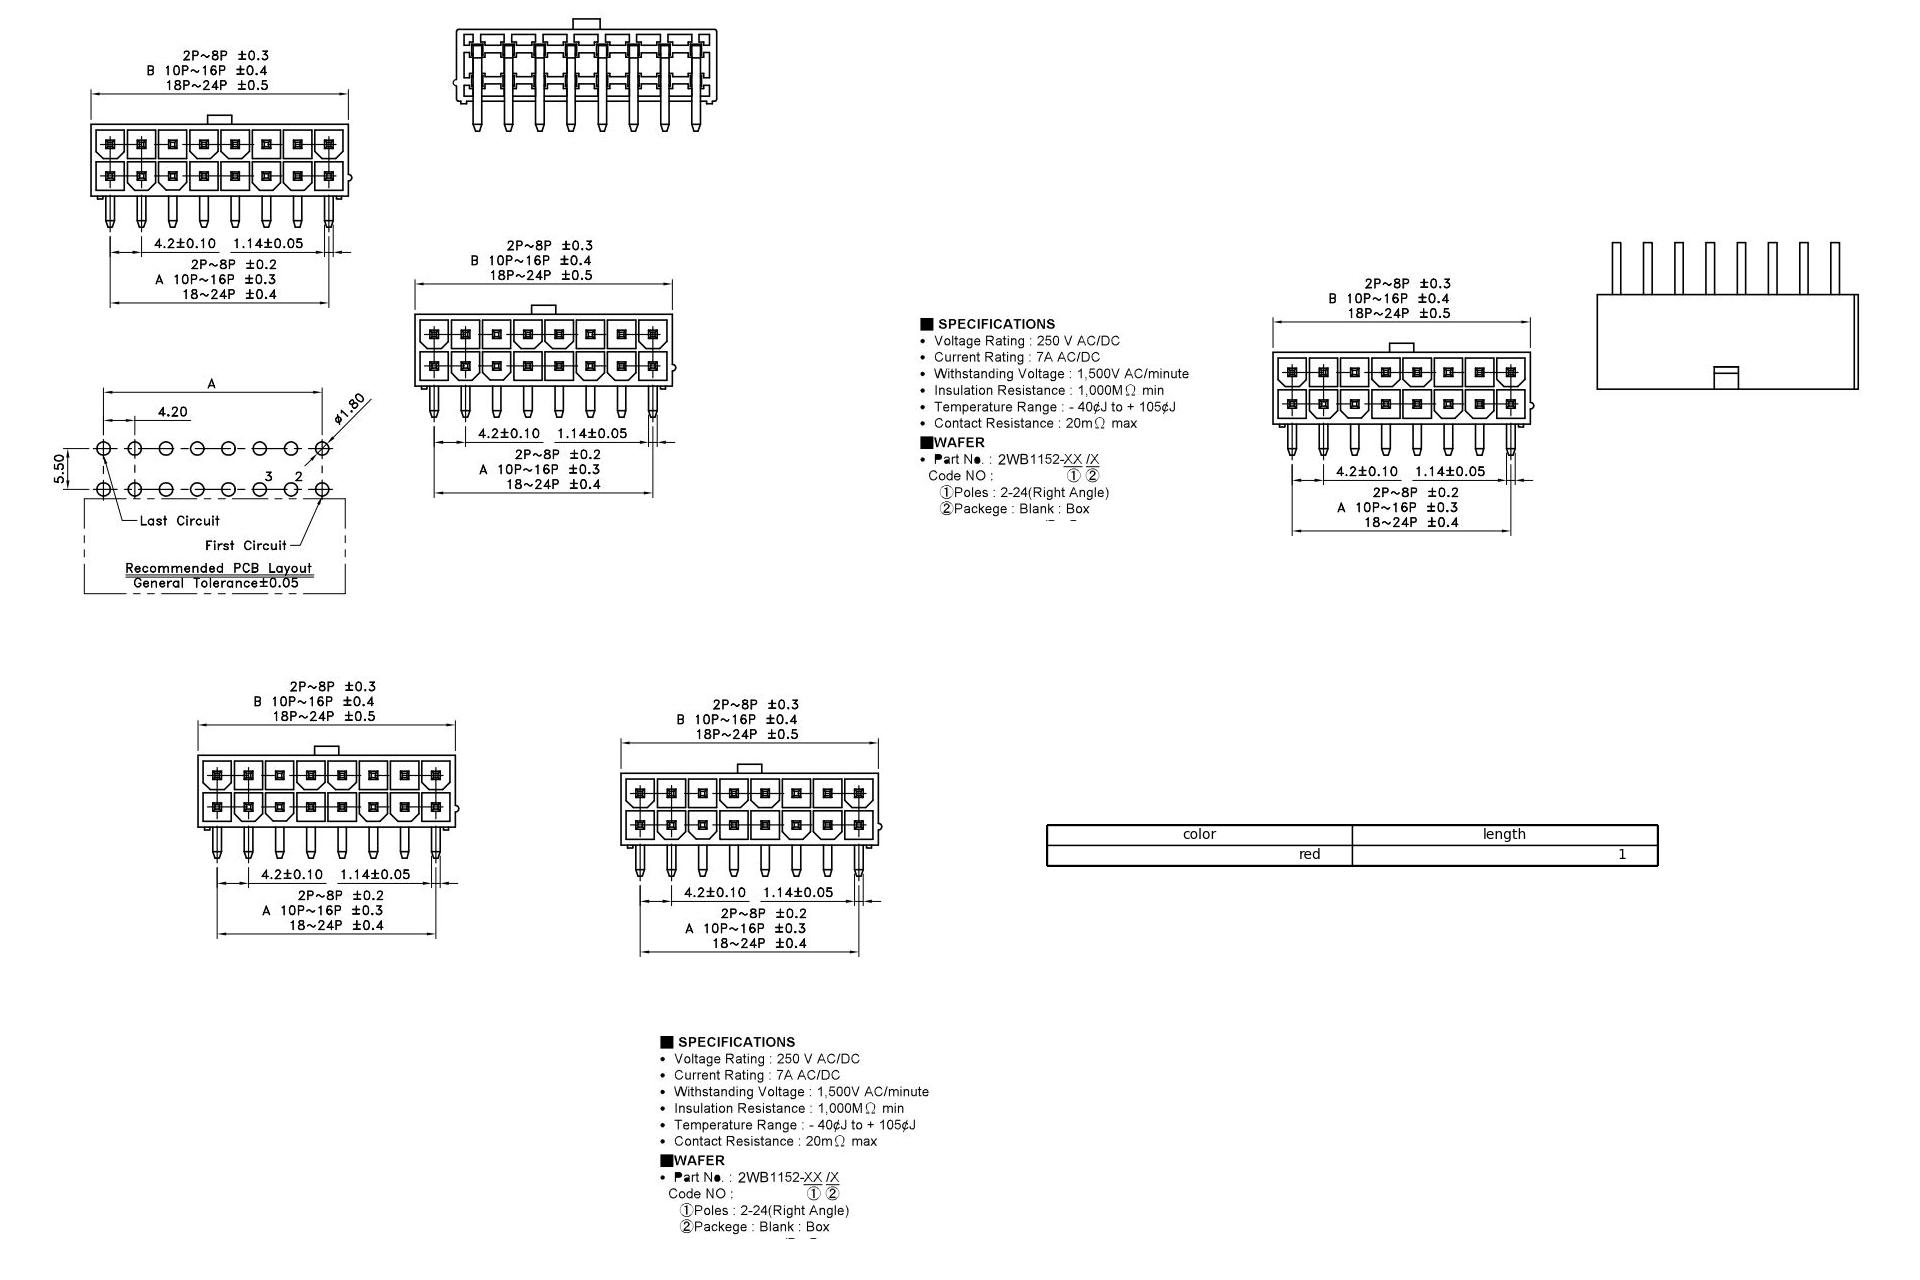 2P~8P ±0.3
B 10P~16P ±0.4
18P~24P ±0.5
4.2±0.10 1.14±0.05
2P~8P ±0.2
A 10P~16P ±0.3
18~24P ±0.4
2P~8P ±0.3
B 10P~16P ±0.4
18P~24P ±0.5
4.2±0.10 1.14±0.05
2P~8P ±0.2
A 10P~16P ±0.3
18~24P ±0.4
A
4.20
ø1.80
5.50
3 2
Last Circuit
First Circuit
Recommended PCB Layout
General Tolerance±0.05
■ SPECIFICATIONS
• Voltage Rating : 250 V AC/DC
• Current Rating : 7A AC/DC
• Withstanding Voltage : 1,500V AC/minute
• Insulation Resistance : 1,000MΩ min
• Temperature Range : - 40¢J to + 105¢J
• Contact Resistance : 20mΩ max
■WAFER
• Part No. : 2WB1152-XX /X
Code NO : ① ②
①Poles : 2-24(Right Angle)
②Packege : Blank : Box
2P~8P ±0.3
B 10P~16P ±0.4
18P~24P ±0.5
4.2±0.10 1.14±0.05
2P~8P ±0.2
A 10P~16P ±0.3
18~24P ±0.4
2P~8P ±0.3
B 10P~16P ±0.4
18P~24P ±0.5
4.2±0.10 1.14±0.05
2P~8P ±0.2
A 10P~16P ±0.3
18~24P ±0.4
2P~8P ±0.3
B 10P~16P ±0.4
18P~24P ±0.5
4.2±0.10 1.14±0.05
2P~8P ±0.2
A 10P~16P ±0.3
18~24P ±0.4
color length
red 1
■ SPECIFICATIONS
• Voltage Rating : 250 V AC/DC
• Current Rating : 7A AC/DC
• Withstanding Voltage : 1,500V AC/minute
• Insulation Resistance : 1,000MΩ min
• Temperature Range : - 40¢J to + 105¢J
• Contact Resistance : 20mΩ max
■WAFER
• Part No. : 2WB1152-XX /X
Code NO : ① ②
①Poles : 2-24(Right Angle)
②Packege : Blank : Box